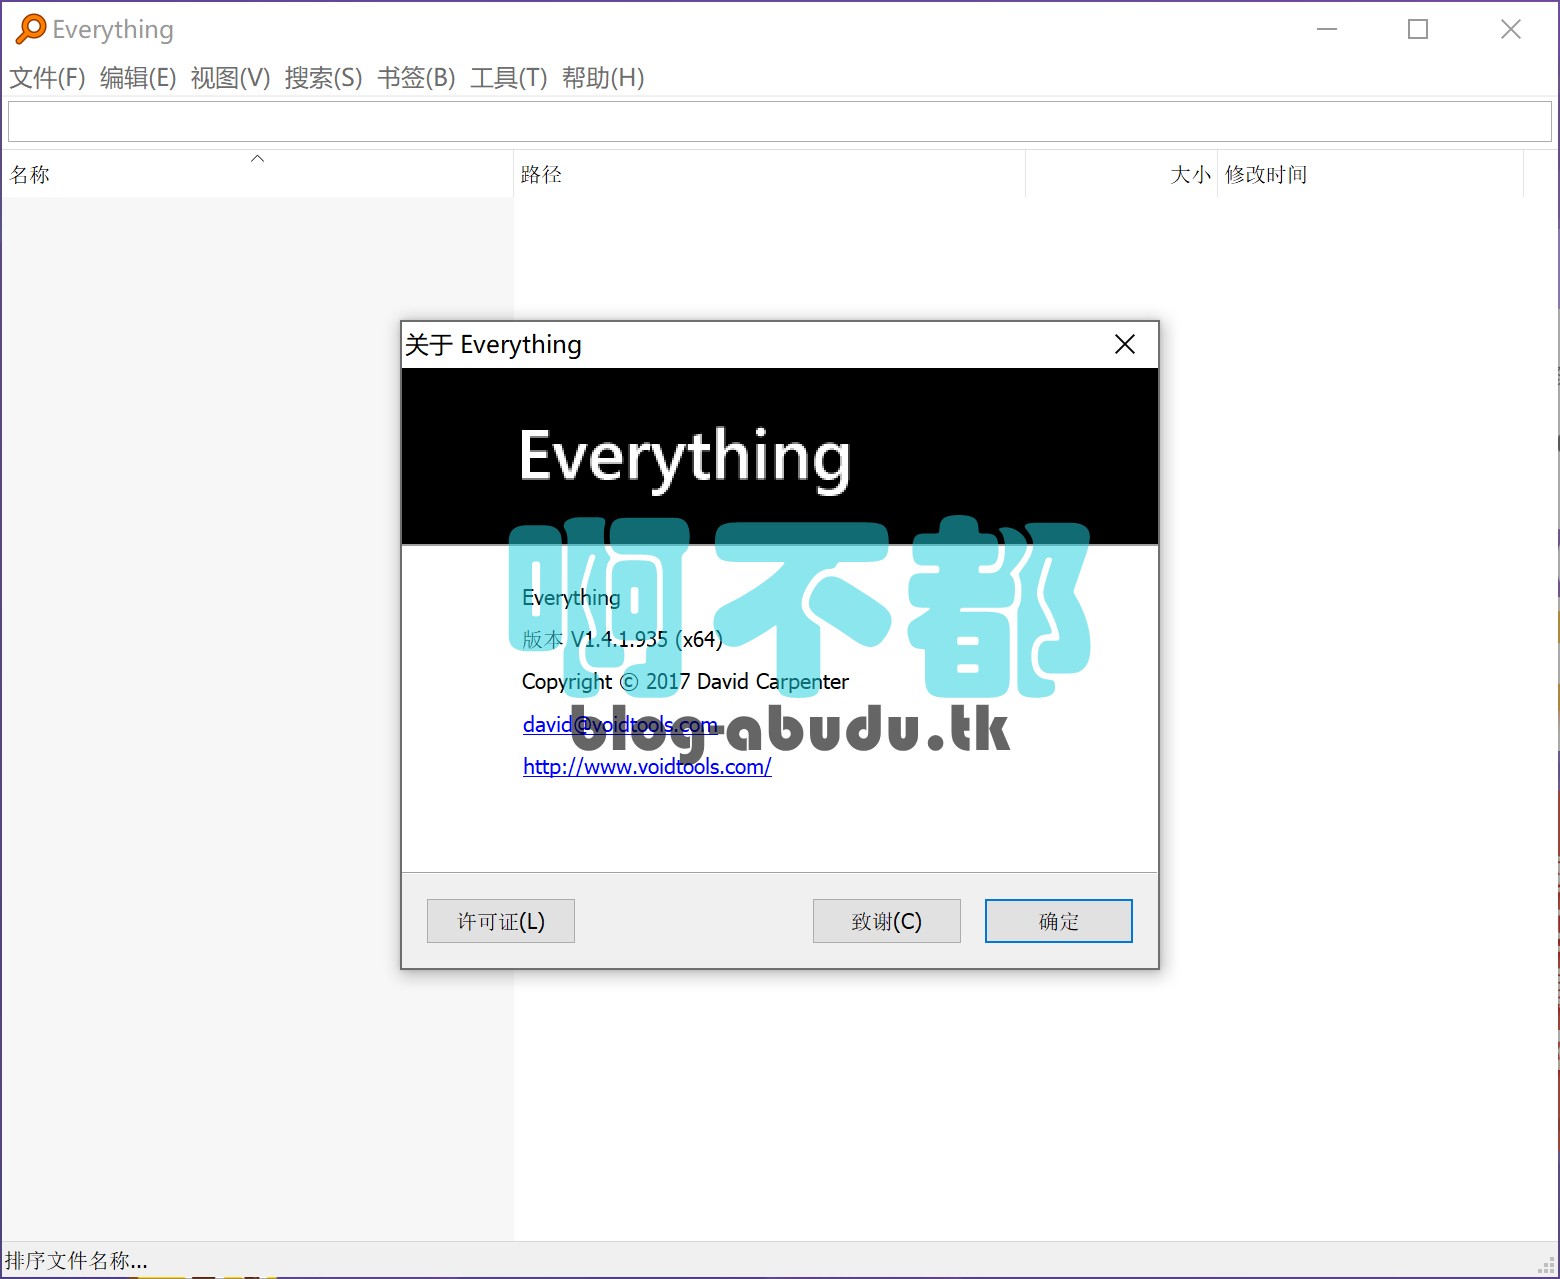 Everything
文件(F) 编辑(E) 视图(V) 搜索(S) 书签(B) 工具(T) 帮助(H)
名称 路径 大小 修改时间
关于 Everything
Everything
啊不都
Everything
版本 V1.4.1.935 (x64)
Copyright © 2017 David Carpenter
david@voidtools.com
blog-abudu.tk
http://www.voidtools.com/
许可证(L) 致谢(C) 确定
排序文件名称...